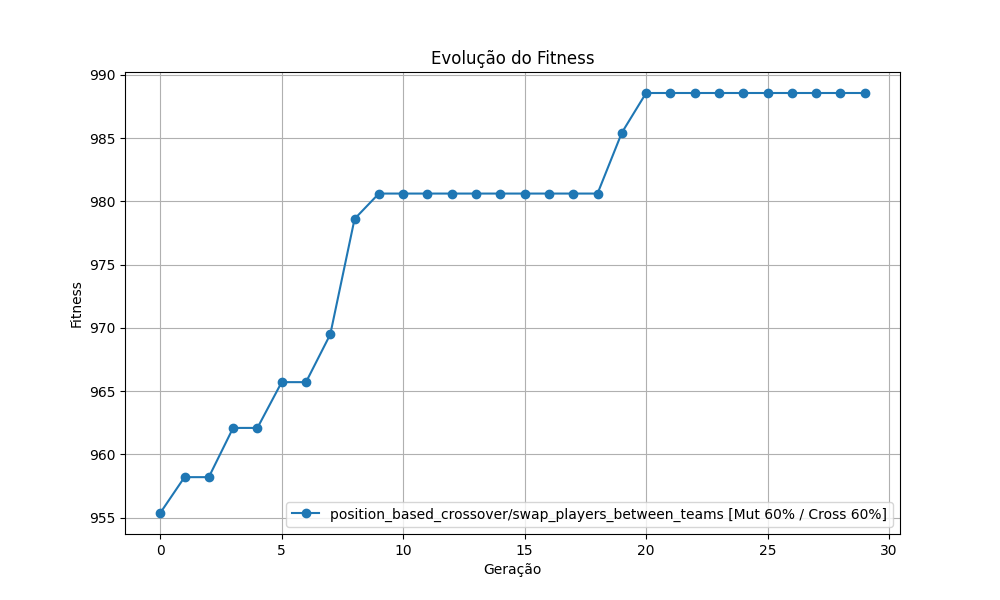 Evolução do Fitness
Fitness
990
985
980
975
970
965
960
955
position_based_crossover/swap_players_between_teams [Mut 60% / Cross 60%]
0 5 10 15 20 25 30
Geração